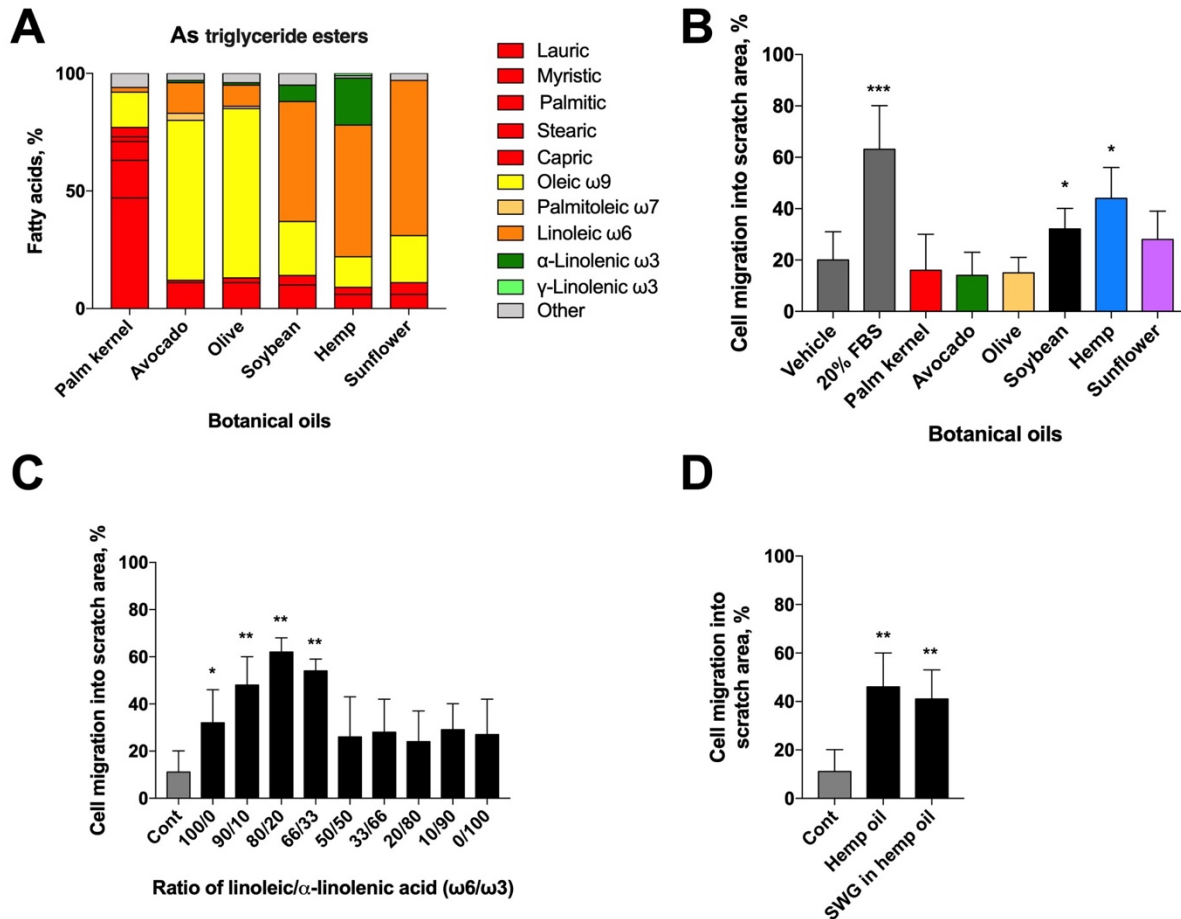 A
As triglyceride esters
Fatty acids, %
100
50
0
Palm kernel
Avocado
Olive
Soybean
Hemp
Sunflower
Botanical oils
Lauric
Myristic
Palmitic
Stearic
Capric
Oleic ω9
Palmitoleic ω7
Linoleic ω6
α-Linolenic ω3
γ-Linolenic ω3
Other
B
Cell migration into scratch area, %
100
80
60
40
20
0
***
*
*
Vehicle
20% FBS
Palm kernel
Avocado
Olive
Soybean
Hemp
Sunflower
Botanical oils
C
Cell migration into scratch area, %
100
80
60
40
20
0
*
**
**
**
Cont
100/0
90/10
80/20
66/33
50/50
33/66
20/80
10/90
0/100
Ratio of linoleic/α-linolenic acid (ω6/ω3)
D
Cell migration into
scratch area, %
100
80
60
40
20
0
**
**
Cont
Hemp oil
SWG in hemp oil